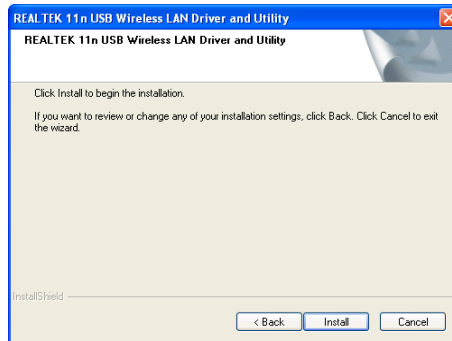 REALTEK 11n USB Wireless LAN Driver and Utility
REALTEK 11n USB Wireless LAN Driver and Utility
Click Install to begin the installation.
If you want to review or change any of your installation settings, click Back. Click Cancel to exit
the wizard.
InstallShield
< Back Install Cancel